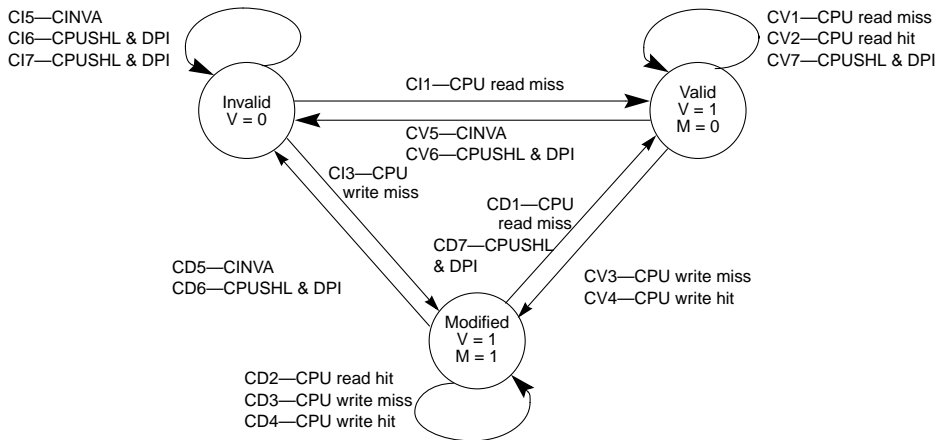 CI5—CINVA
CI6—CPUSHL & DPI
CI7—CPUSHL & DPI
CV1—CPU read miss
CV2—CPU read hit
CV7—CPUSHL & DPI
Invalid
V = 0
CI1—CPU read miss
Valid
V = 1
M = 0
CV5—CINVA
CV6—CPUSHL & DPI
CI3—CPU
write miss
CD1—CPU
read miss
CD7—CPUSHL
& DPI
CD5—CINVA
CD6—CPUSHL & DPI
CV3—CPU write miss
CV4—CPU write hit
Modified
V = 1
M = 1
CD2—CPU read hit
CD3—CPU write miss
CD4—CPU write hit